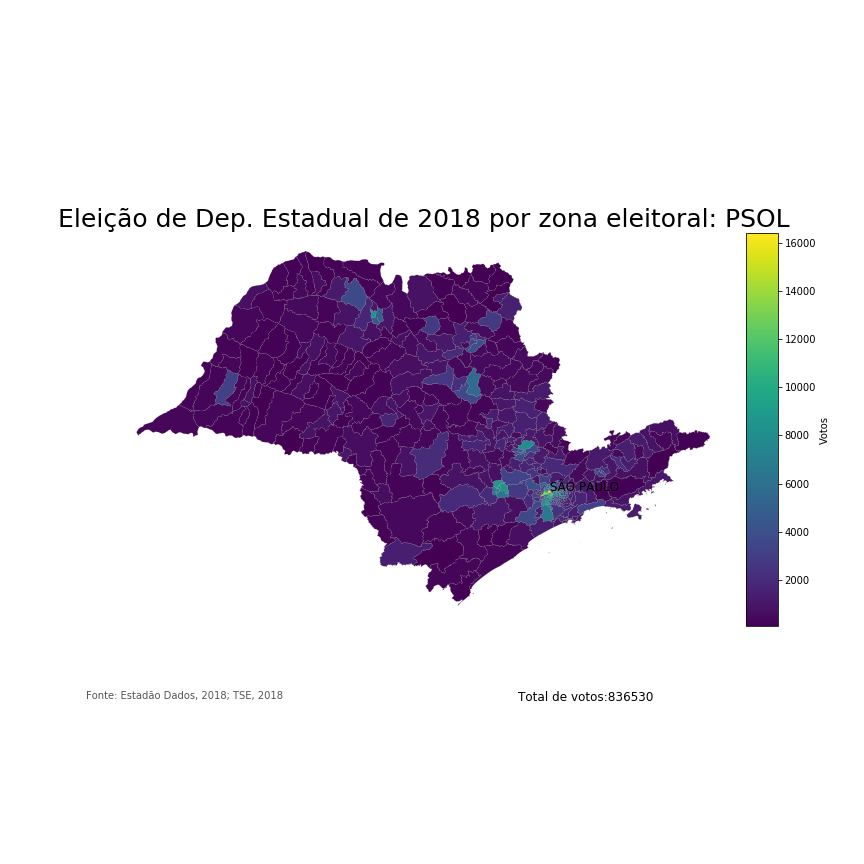 Eleição de Dep. Estadual de 2018 por zona eleitoral: PSOL
16000
14000
12000
10000
8000
6000
4000
2000
Votos
SÃO PAULO
Fonte: Estadão Dados, 2018; TSE, 2018
Total de votos:836530